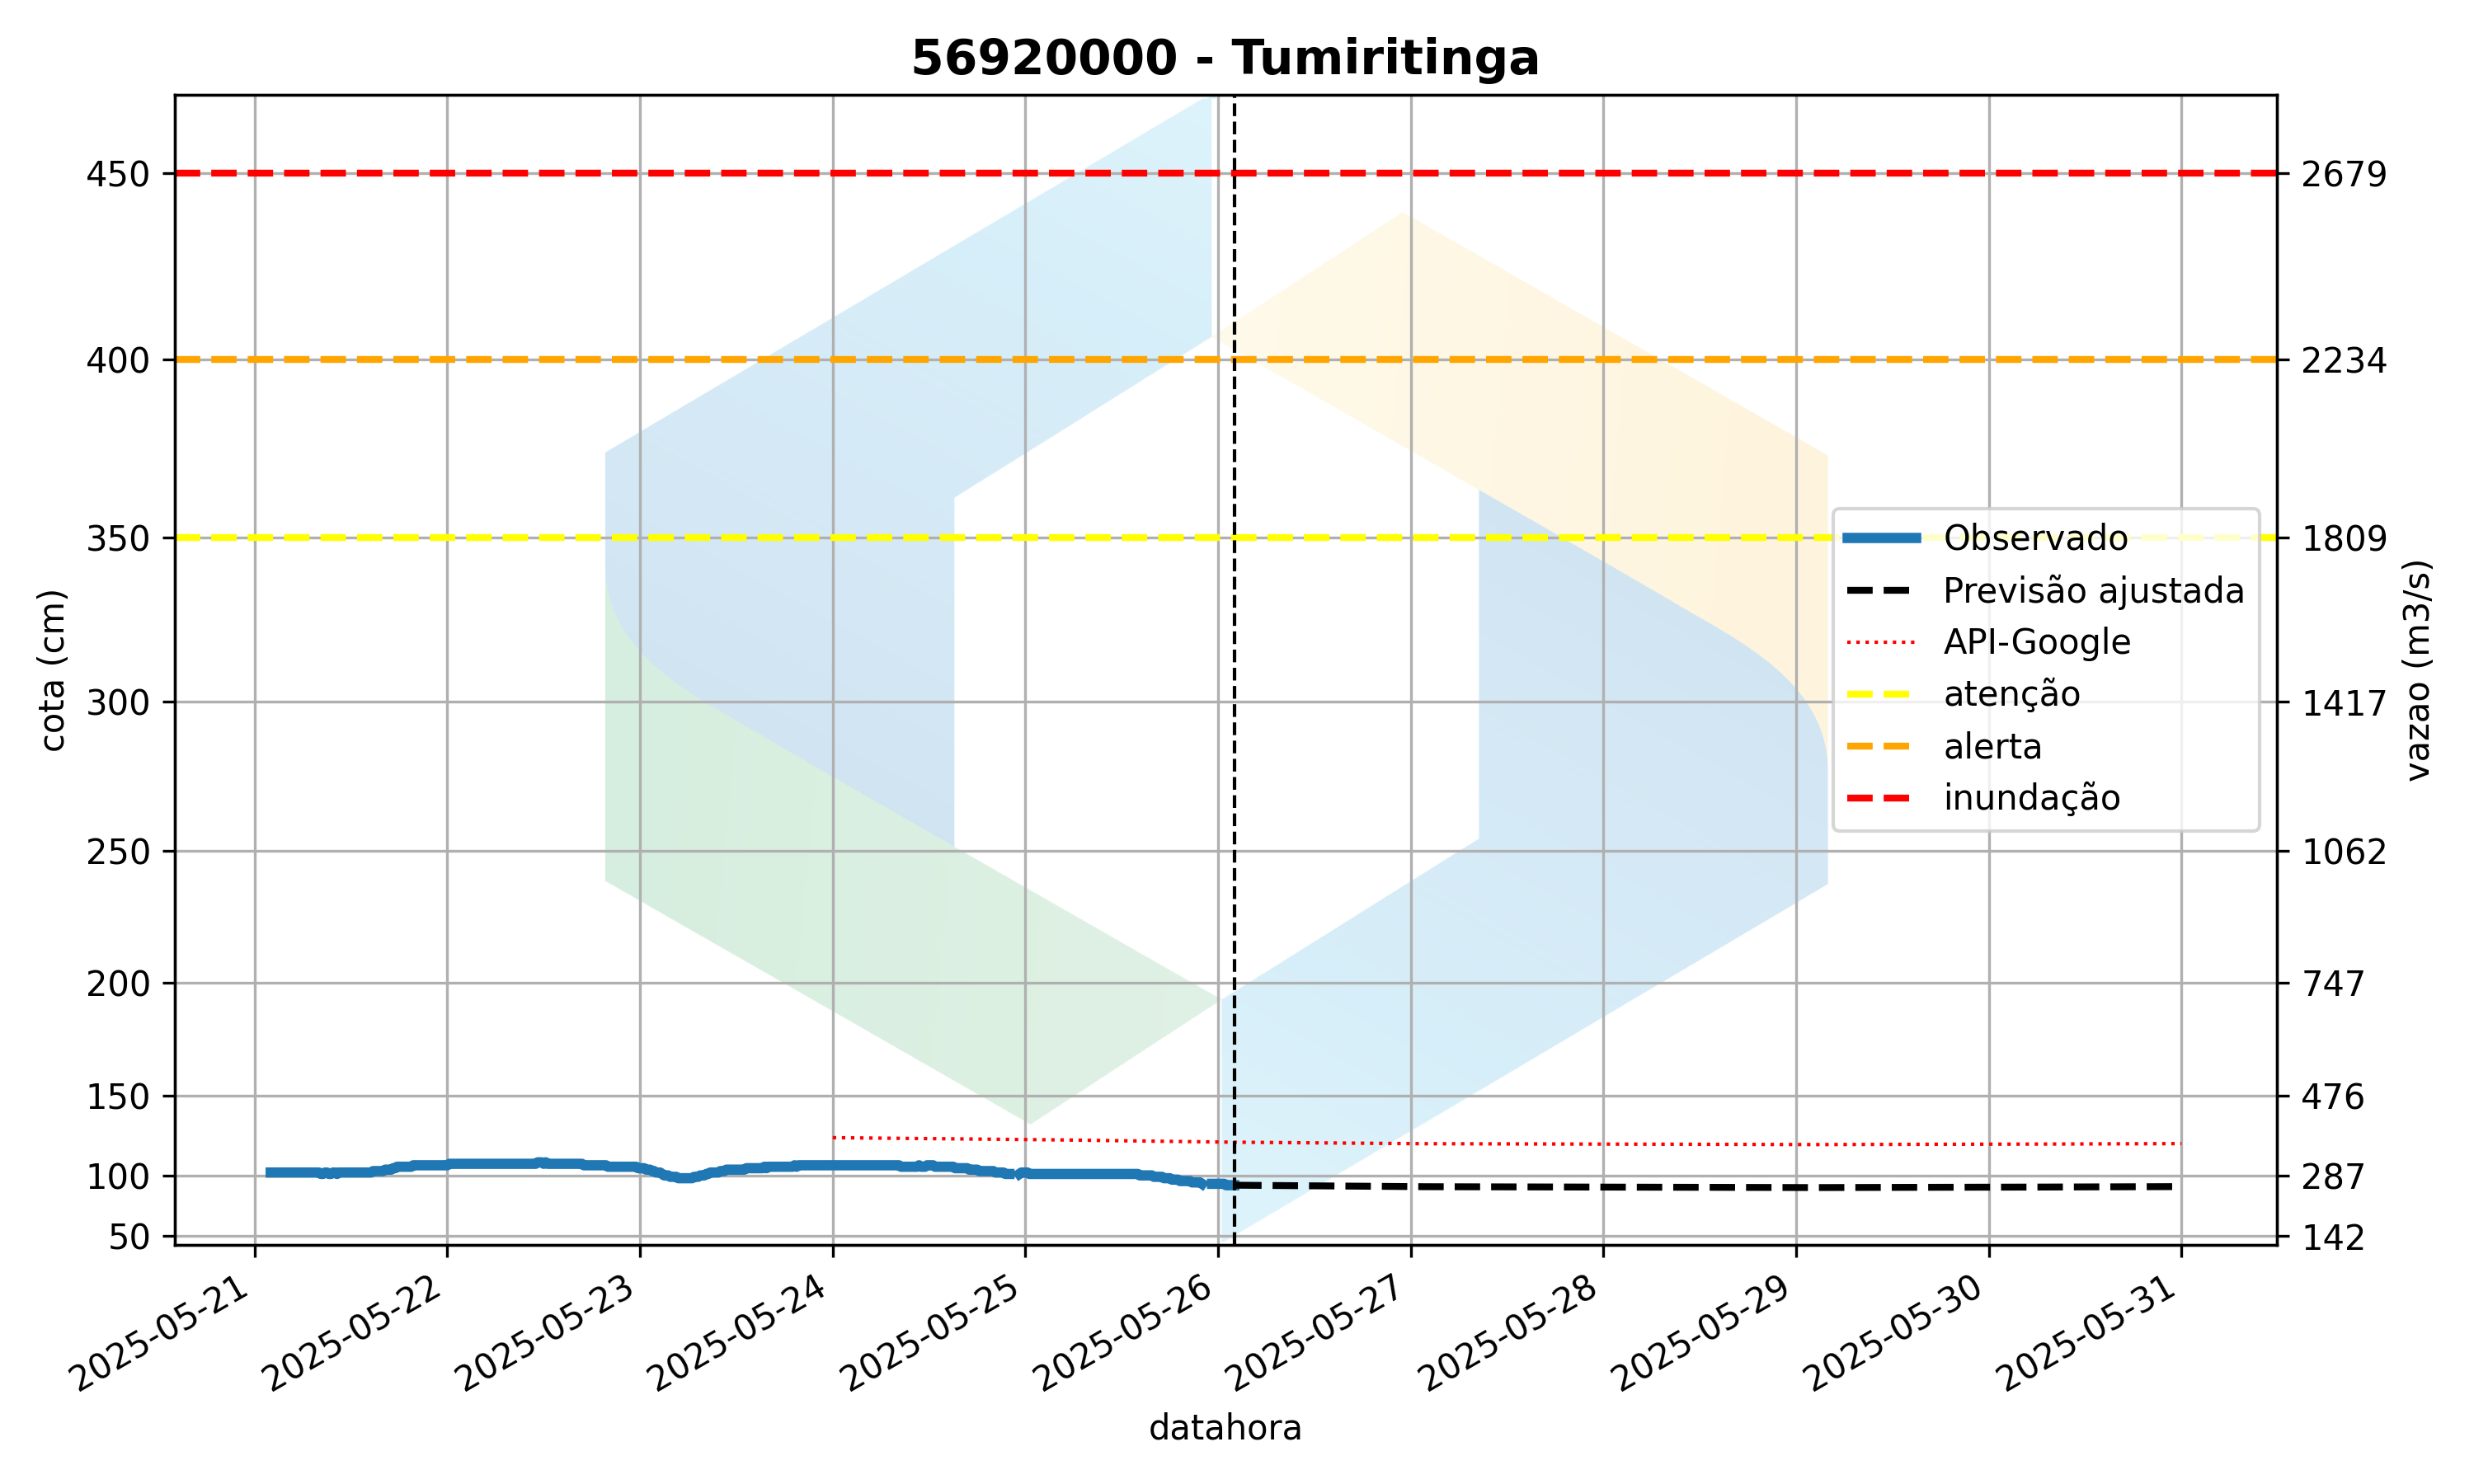 56920000 - Tumiritinga
450
400
350
300
250
200
150
100
50
cota (cm)
2679
2234
1809
1417
1062
747
476
287
142
vazao (m3/s)
Observado
Previsão ajustada
API-Google
atenção
alerta
inundação
2025-05-21
2025-05-22
2025-05-23
2025-05-24
2025-05-25
2025-05-26
2025-05-27
2025-05-28
2025-05-29
2025-05-30
2025-05-31
datahora